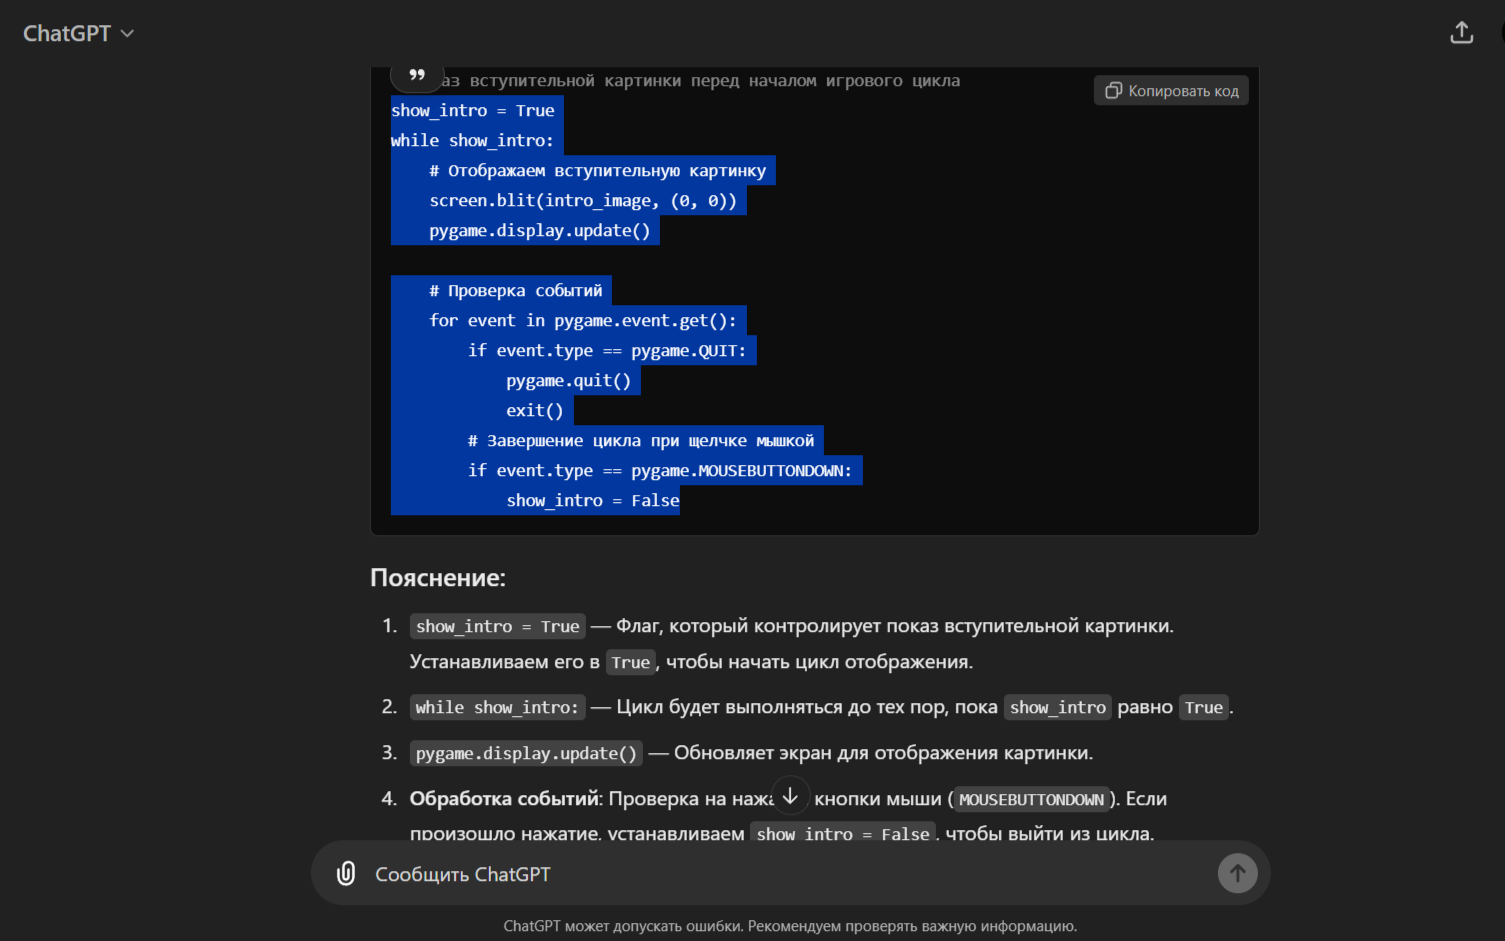 ChatGPT
аз вступительной картинки перед началом игрового цикла
Копировать код
show_intro = True
while show_intro:
    # Отображаем вступительную картинку
    screen.blit(intro_image, (0, 0))
    pygame.display.update()
    # Проверка событий
    for event in pygame.event.get():
        if event.type == pygame.QUIT:
            pygame.quit()
            exit()
        # Завершение цикла при щелчке мышкой
        if event.type == pygame.MOUSEBUTTONDOWN:
            show_intro = False
Пояснение:
1. show_intro = True — Флаг, который контролирует показ вступительной картинки.
Устанавливаем его в True, чтобы начать цикл отображения.
2. while show_intro: — Цикл будет выполняться до тех пор, пока show_intro равно True.
3. pygame.display.update() — Обновляет экран для отображения картинки.
4. Обработка событий: Проверка на кнопки мыши (MOUSEBUTTONDOWN). Если
произошло нажатие, устанавливаем show_intro = False, чтобы выйти из цикла.
Сообщить ChatGPT
ChatGPT может допускать ошибки. Рекомендуем проверять важную информацию.